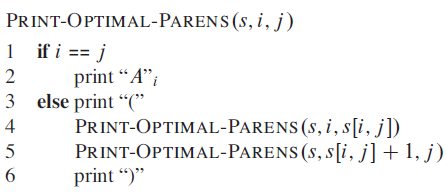 PRINT-OPTIMAL-PARENS(s, i, j)
1 if i == j
2 print “A”ᵢ
3 else print “(”
4 PRINT-OPTIMAL-PARENS(s, i, s[i, j])
5 PRINT-OPTIMAL-PARENS(s, s[i, j] + 1, j)
6 print “)”